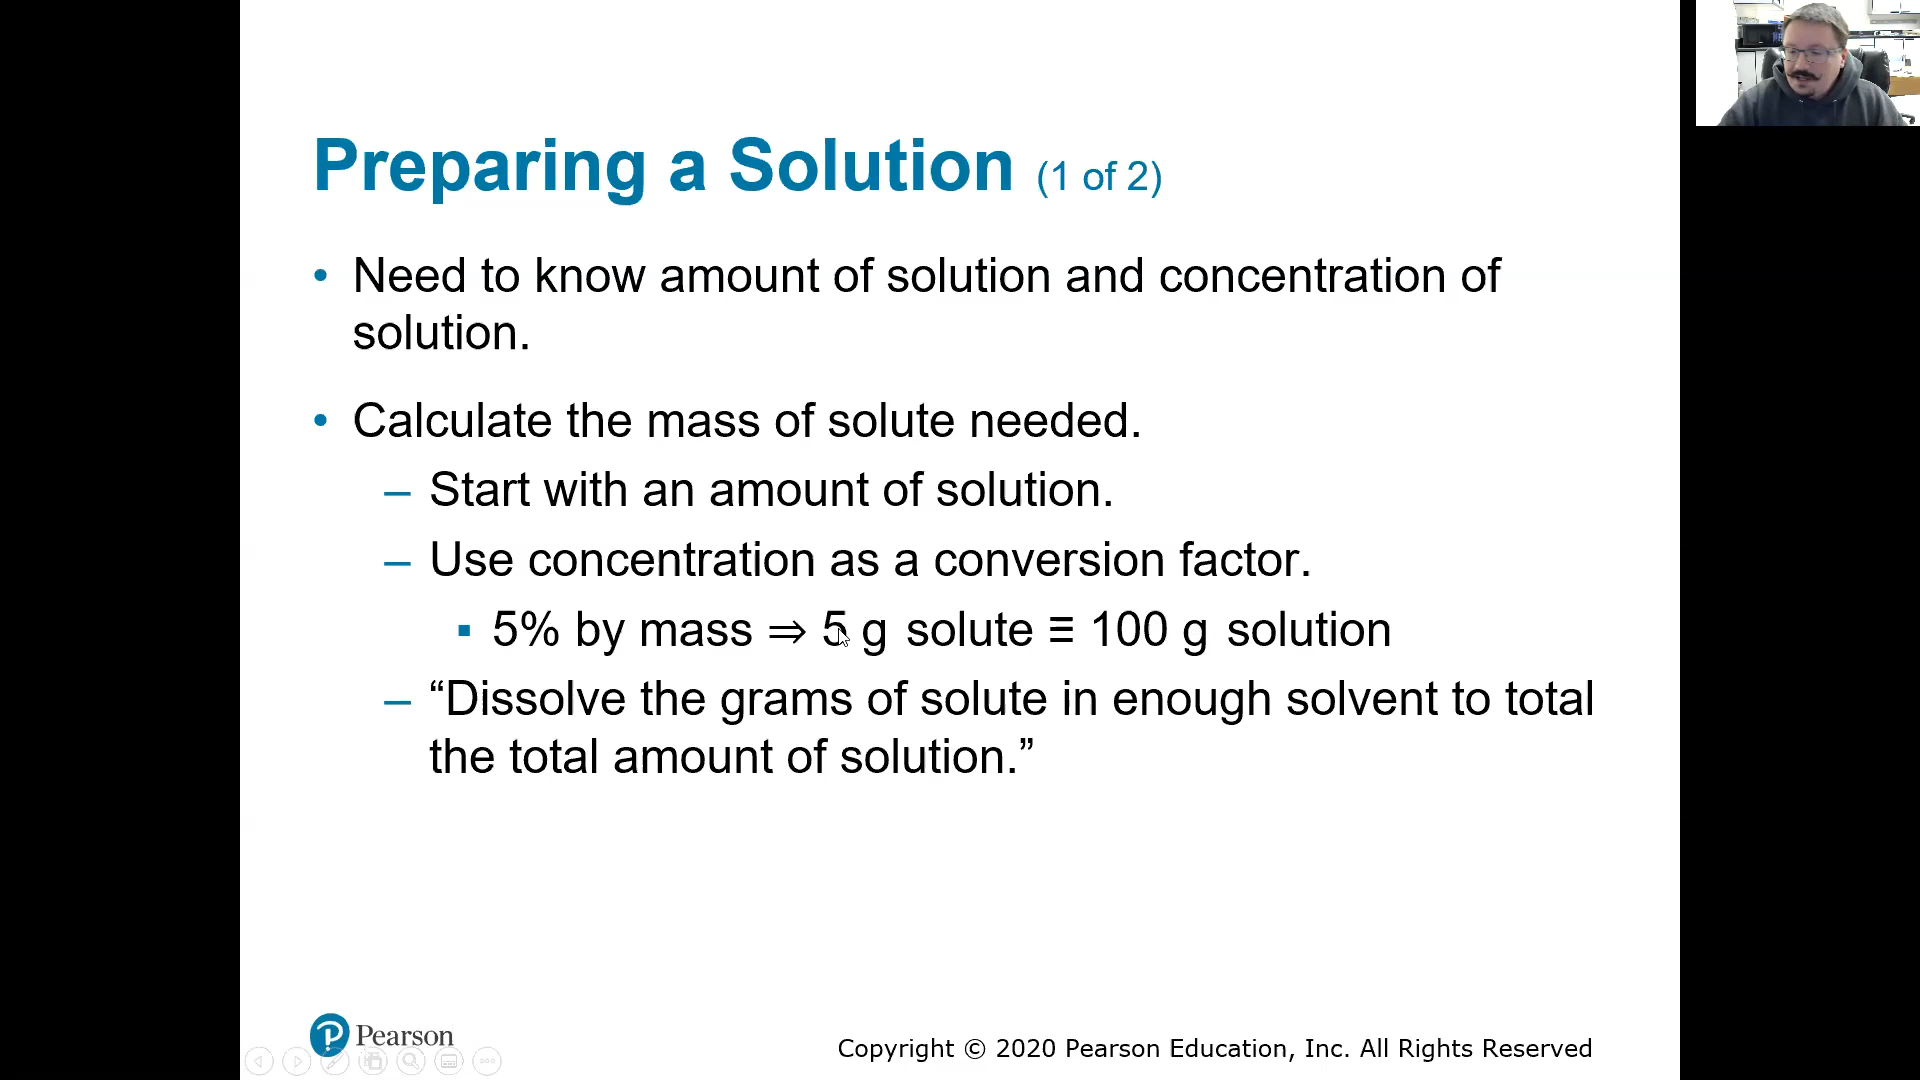 Preparing a Solution (1 of 2)
• Need to know amount of solution and concentration of
solution.
• Calculate the mass of solute needed.
– Start with an amount of solution.
– Use concentration as a conversion factor.
▪ 5% by mass ⇒ 5 g solute ≡ 100 g solution
– “Dissolve the grams of solute in enough solvent to total
the total amount of solution.”
Pearson
Copyright © 2020 Pearson Education, Inc. All Rights Reserved